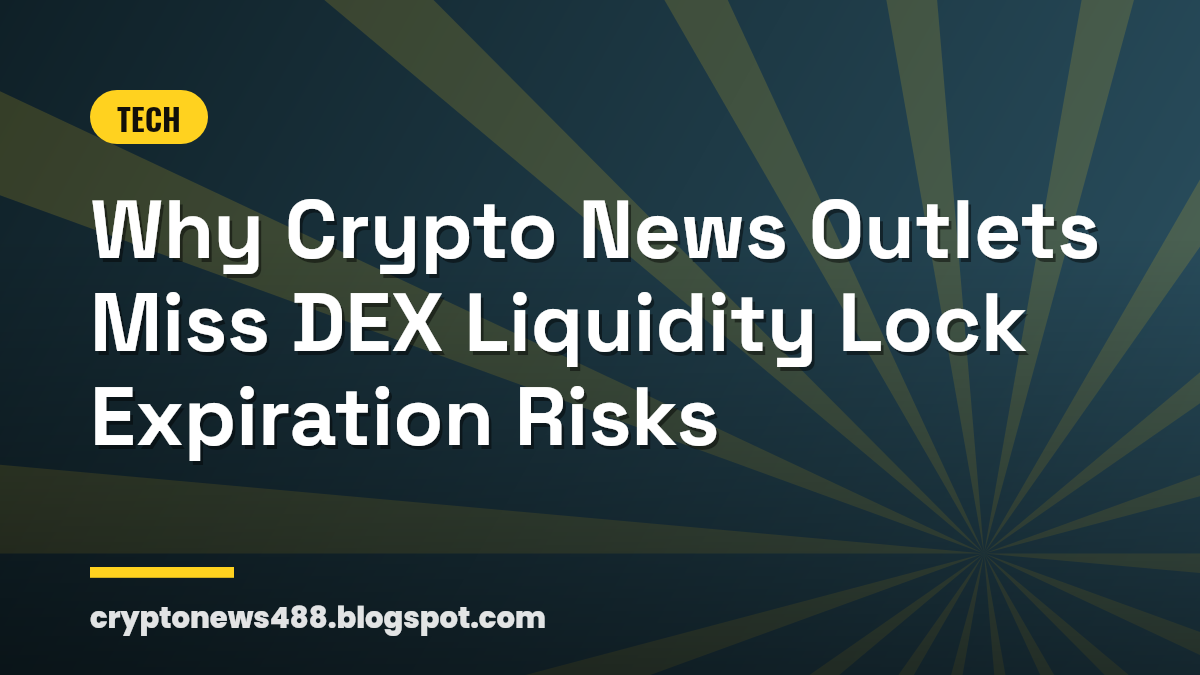 TECH
Why Crypto News Outlets
Miss DEX Liquidity Lock
Expiration Risks
cryptonews488.blogspot.com